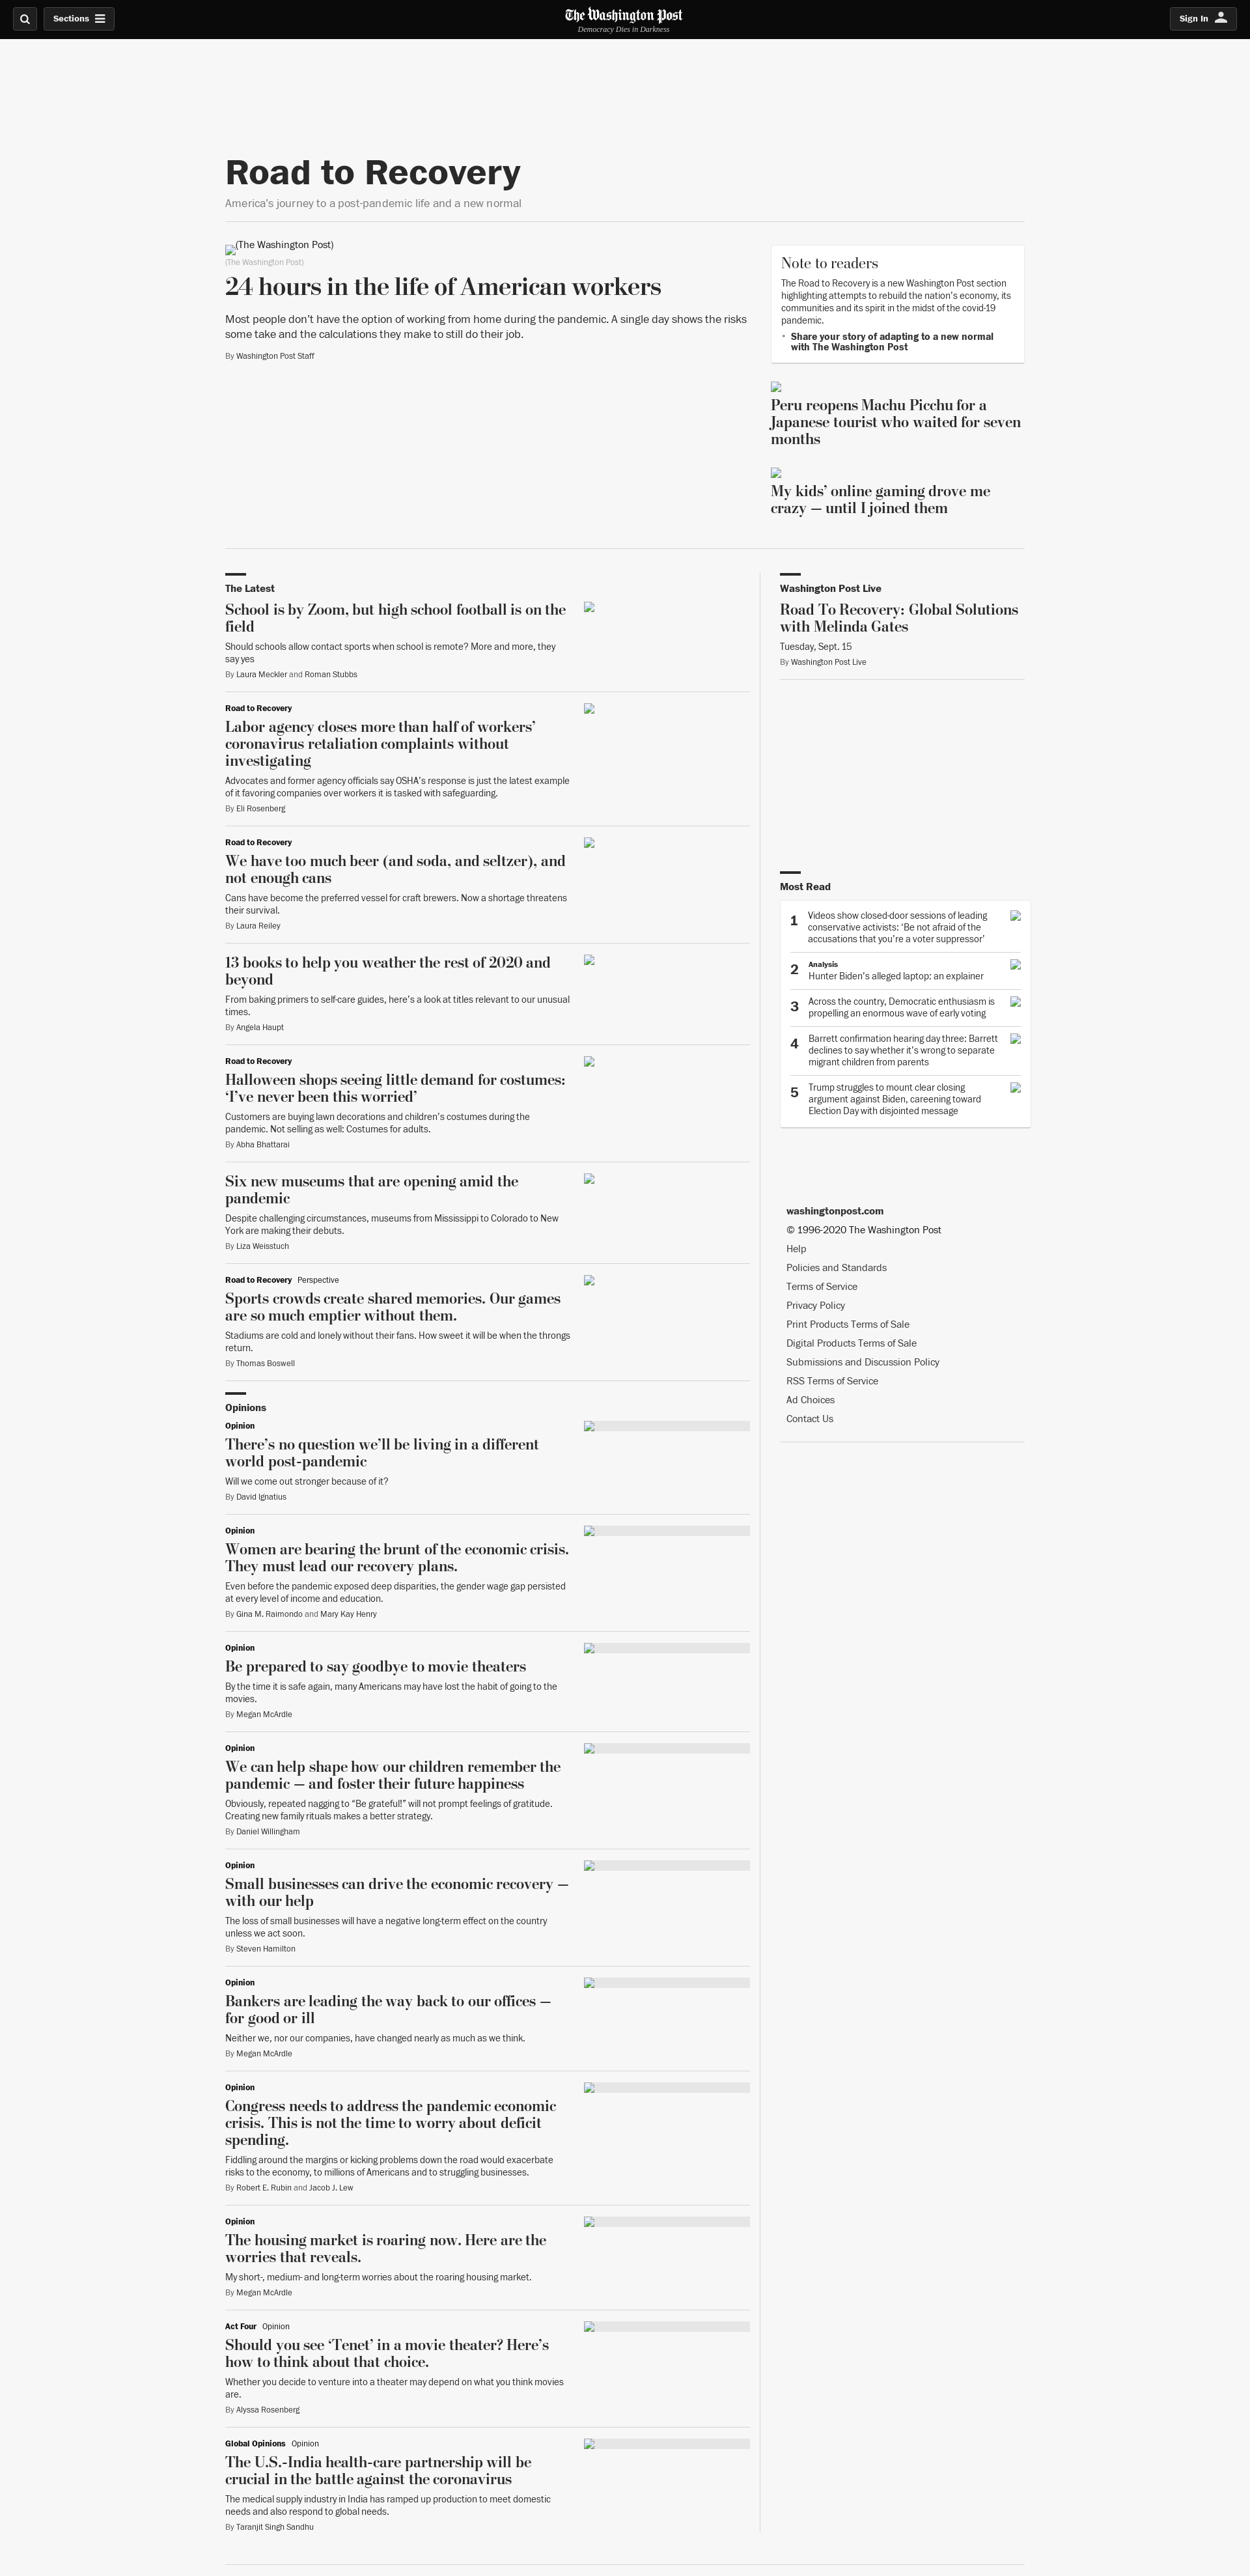 Sections
The Washington Post
Democracy Dies in Darkness
Sign In
Road to Recovery
America's journey to a post-pandemic life and a new normal
(The Washington Post)
(The Washington Post)
24 hours in the life of American workers
Most people don't have the option of working from home during the pandemic. A single day shows the risks
some take and the calculations they make to still do their job.
By Washington Post Staff
Note to readers
The Road to Recovery is a new Washington Post section
highlighting attempts to rebuild the nation's economy, its
communities and its spirit in the midst of the covid-19
pandemic.
• Share your story of adapting to a new normal
with The Washington Post
Peru reopens Machu Picchu for a
Japanese tourist who waited for seven
months
My kids' online gaming drove me
crazy — until I joined them
The Latest
School is by Zoom, but high school football is on the
field
Should schools allow contact sports when school is remote? More and more, they
say yes
By Laura Meckler and Roman Stubbs
Road to Recovery
Labor agency closes more than half of workers'
coronavirus retaliation complaints without
investigating
Advocates and former agency officials say OSHA's response is just the latest example
of it favoring companies over workers it is tasked with safeguarding.
By Eli Rosenberg
Road to Recovery
We have too much beer (and soda, and seltzer), and
not enough cans
Cans have become the preferred vessel for craft brewers. Now a shortage threatens
their survival.
By Laura Reiley
13 books to help you weather the rest of 2020 and
beyond
From baking primers to self-care guides, here's a look at titles relevant to our unusual
times.
By Angela Haupt
Road to Recovery
Halloween shops seeing little demand for costumes:
'I've never been this worried'
Customers are buying lawn decorations and children's costumes during the
pandemic. Not selling as well: Costumes for adults.
By Abha Bhattarai
Six new museums that are opening amid the
pandemic
Despite challenging circumstances, museums from Mississippi to Colorado to New
York are making their debuts.
By Liza Weisstuch
Road to Recovery Perspective
Sports crowds create shared memories. Our games
are so much emptier without them.
Stadiums are cold and lonely without their fans. How sweet it will be when the throngs
return.
By Thomas Boswell
Opinions
Opinion
There's no question we'll be living in a different
world post-pandemic
Will we come out stronger because of it?
By David Ignatius
Opinion
Women are bearing the brunt of the economic crisis.
They must lead our recovery plans.
Even before the pandemic exposed deep disparities, the gender wage gap persisted
at every level of income and education.
By Gina M. Raimondo and Mary Kay Henry
Opinion
Be prepared to say goodbye to movie theaters
By the time it is safe again, many Americans may have lost the habit of going to the
movies.
By Megan McArdle
Opinion
We can help shape how our children remember the
pandemic — and foster their future happiness
Obviously, repeated nagging to “Be grateful!” will not prompt feelings of gratitude.
Creating new family rituals makes a better strategy.
By Daniel Willingham
Opinion
Small businesses can drive the economic recovery —
with our help
The loss of small businesses will have a negative long-term effect on the country
unless we act soon.
By Steven Hamilton
Opinion
Bankers are leading the way back to our offices —
for good or ill
Neither we, nor our companies, have changed nearly as much as we think.
By Megan McArdle
Opinion
Congress needs to address the pandemic economic
crisis. This is not the time to worry about deficit
spending.
Fiddling around the margins or kicking problems down the road would exacerbate
risks to the economy, to millions of Americans and to struggling businesses.
By Robert E. Rubin and Jacob J. Lew
Opinion
The housing market is roaring now. Here are the
worries that reveals.
My short-, medium- and long-term worries about the roaring housing market.
By Megan McArdle
Act Four Opinion
Should you see 'Tenet' in a movie theater? Here's
how to think about that choice.
Whether you decide to venture into a theater may depend on what you think movies
are.
By Alyssa Rosenberg
Global Opinions Opinion
The U.S.-India health-care partnership will be
crucial in the battle against the coronavirus
The medical supply industry in India has ramped up production to meet domestic
needs and also respond to global needs.
By Taranjit Singh Sandhu
Washington Post Live
Road To Recovery: Global Solutions
with Melinda Gates
Tuesday, Sept. 15
By Washington Post Live
Most Read
1 Videos show closed-door sessions of leading
conservative activists: 'Be not afraid of the
accusations that you're a voter suppressor'
Analysis
2 Hunter Biden's alleged laptop: an explainer
3 Across the country, Democratic enthusiasm is
propelling an enormous wave of early voting
4 Barrett confirmation hearing day three: Barrett
declines to say whether it's wrong to separate
migrant children from parents
5 Trump struggles to mount clear closing
argument against Biden, careening toward
Election Day with disjointed message
washingtonpost.com
© 1996-2020 The Washington Post
Help
Policies and Standards
Terms of Service
Privacy Policy
Print Products Terms of Sale
Digital Products Terms of Sale
Submissions and Discussion Policy
RSS Terms of Service
Ad Choices
Contact Us